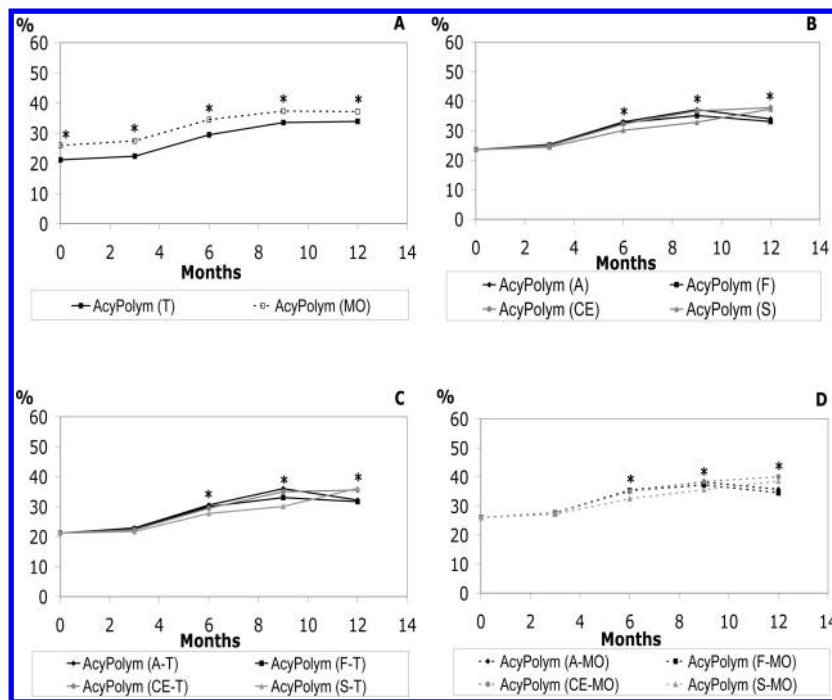 % A
60
50
40
30
20
10
0
* * * * *
0 2 4 6 8 10 12 14
Months
AcyPolym (T) AcyPolym (MO)
% B
60
50
40
30
20
10
0
* * *
0 2 4 6 8 10 12 14
Months
AcyPolym (A) AcyPolym (F)
AcyPolym (CE) AcyPolym (S)
% C
60
50
40
30
20
10
0
* * *
0 2 4 6 8 10 12 14
Months
AcyPolym (A-T) AcyPolym (F-T)
AcyPolym (CE-T) AcyPolym (S-T)
% D
60
50
40
30
20
10
0
* * *
0 2 4 6 8 10 12 14
Months
AcyPolym (A-MO) AcyPolym (F-MO)
AcyPolym (CE-MO) AcyPolym (S-MO)